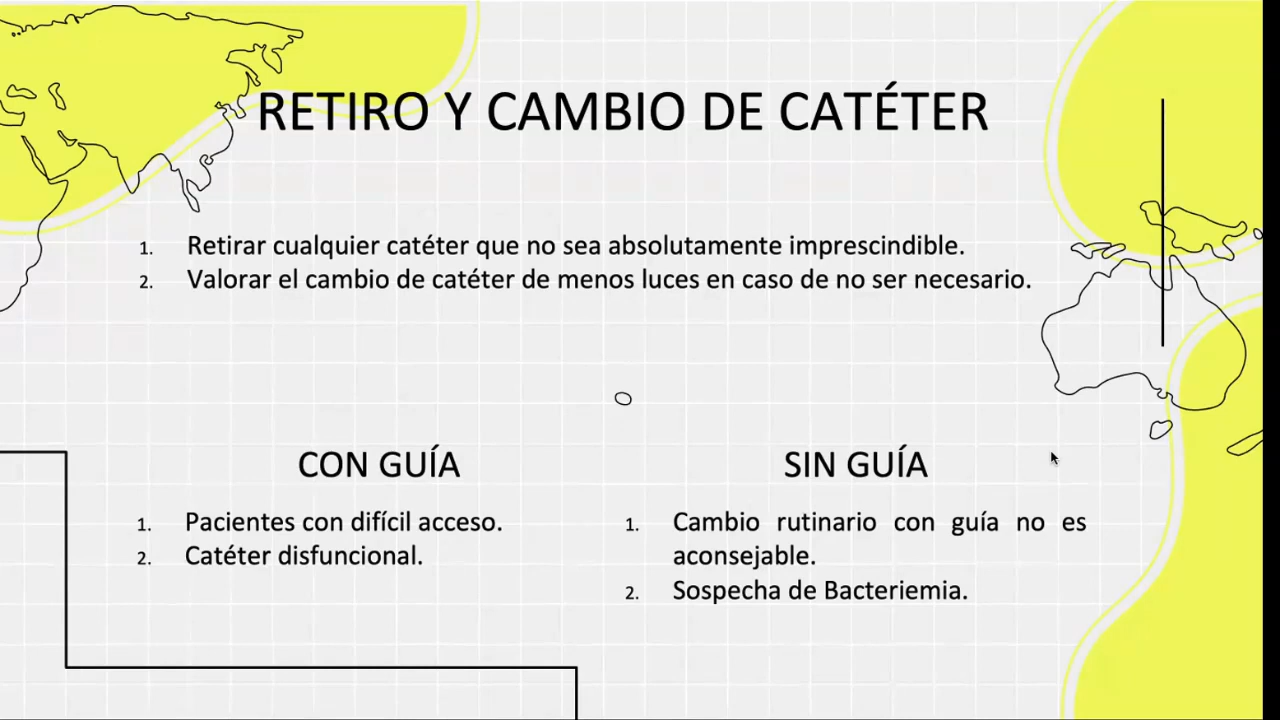 RETIRO Y CAMBIO DE CATÉTER
1. Retirar cualquier catéter que no sea absolutamente imprescindible.
2. Valorar el cambio de catéter de menos luces en caso de no ser necesario.
CON GUÍA
1. Pacientes con difícil acceso.
2. Catéter disfuncional.
SIN GUÍA
1. Cambio rutinario con guía no es
aconsejable.
2. Sospecha de Bacteriemia.